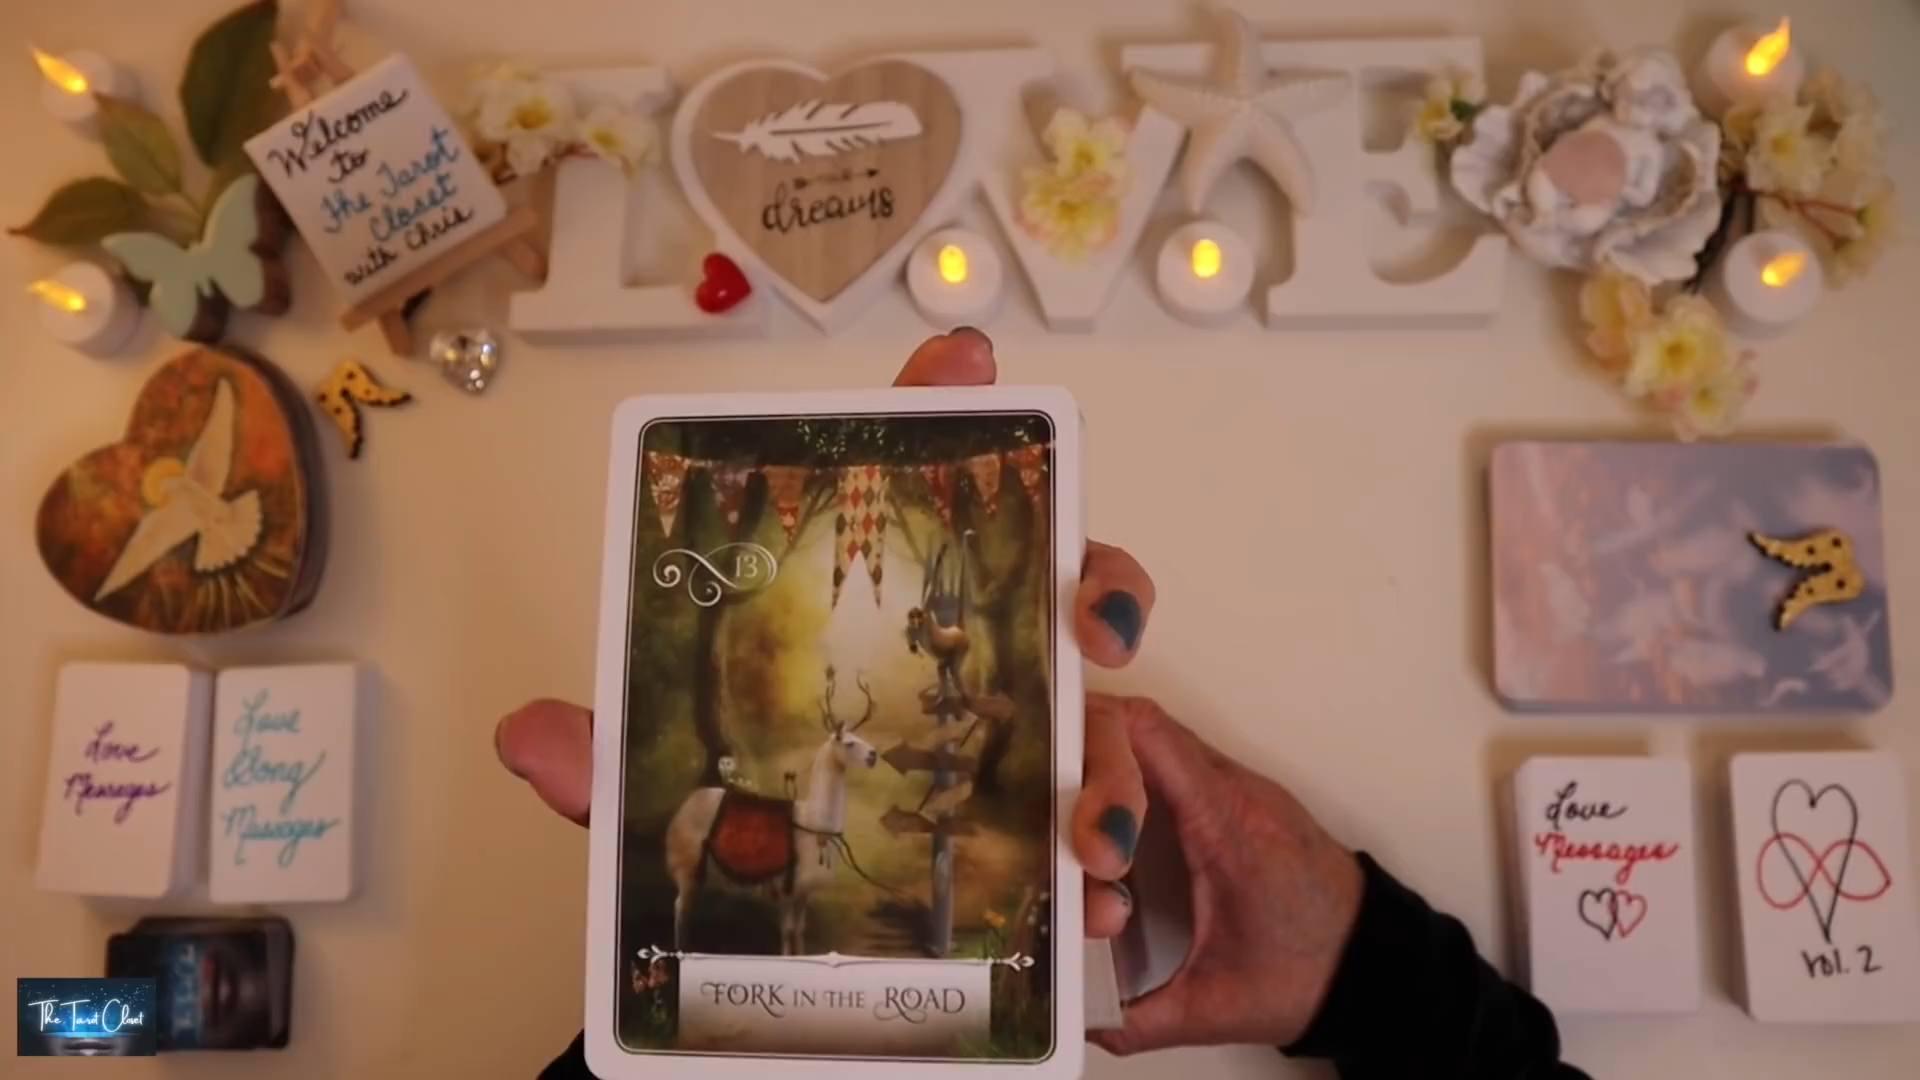 Welcome
to
The Tarot
Closet
with Chris
dreams
LOVE
13
FORK IN THE ROAD
Love
Messages
Love
Song
Messages
Love
Messages
Vol. 2
The Tarot Closet